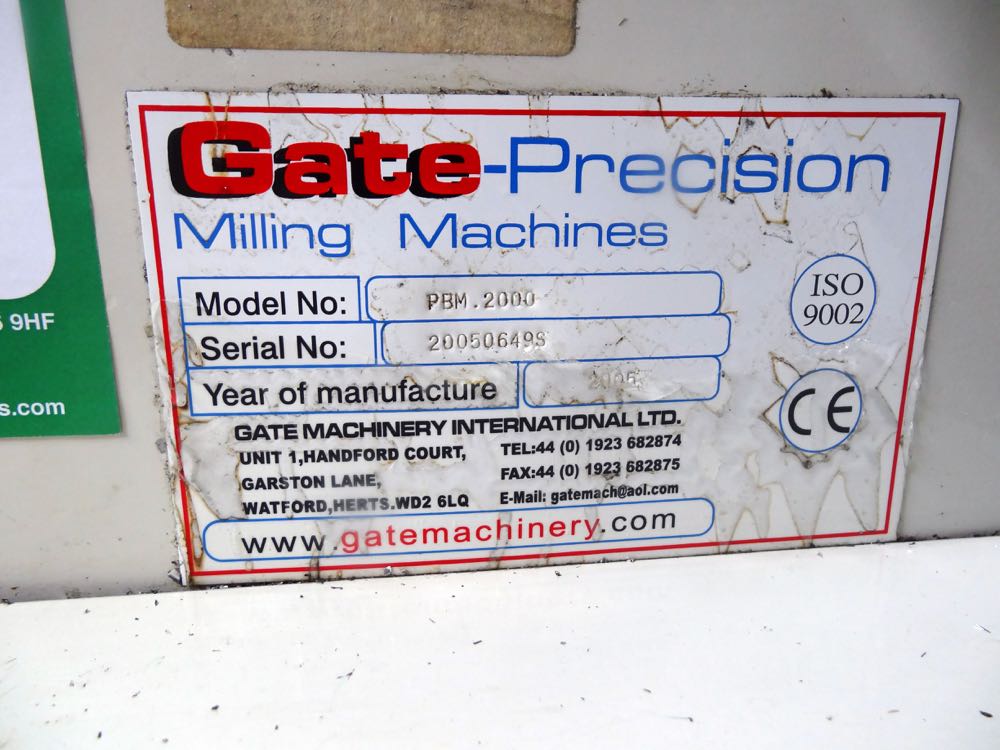 Gate-Precision
Milling Machines
Model No: PBM.2000
Serial No: 20050649S
Year of manufacture 2005
ISO
9002
CE
GATE MACHINERY INTERNATIONAL LTD.
UNIT 1,HANDFORD COURT, TEL:44 (0) 1923 682874
GARSTON LANE, FAX:44 (0) 1923 682875
WATFORD,HERTS.WD2 6LQ E-Mail: gatemach@aol.com
www.gatemachinery.com
9HF
s.com